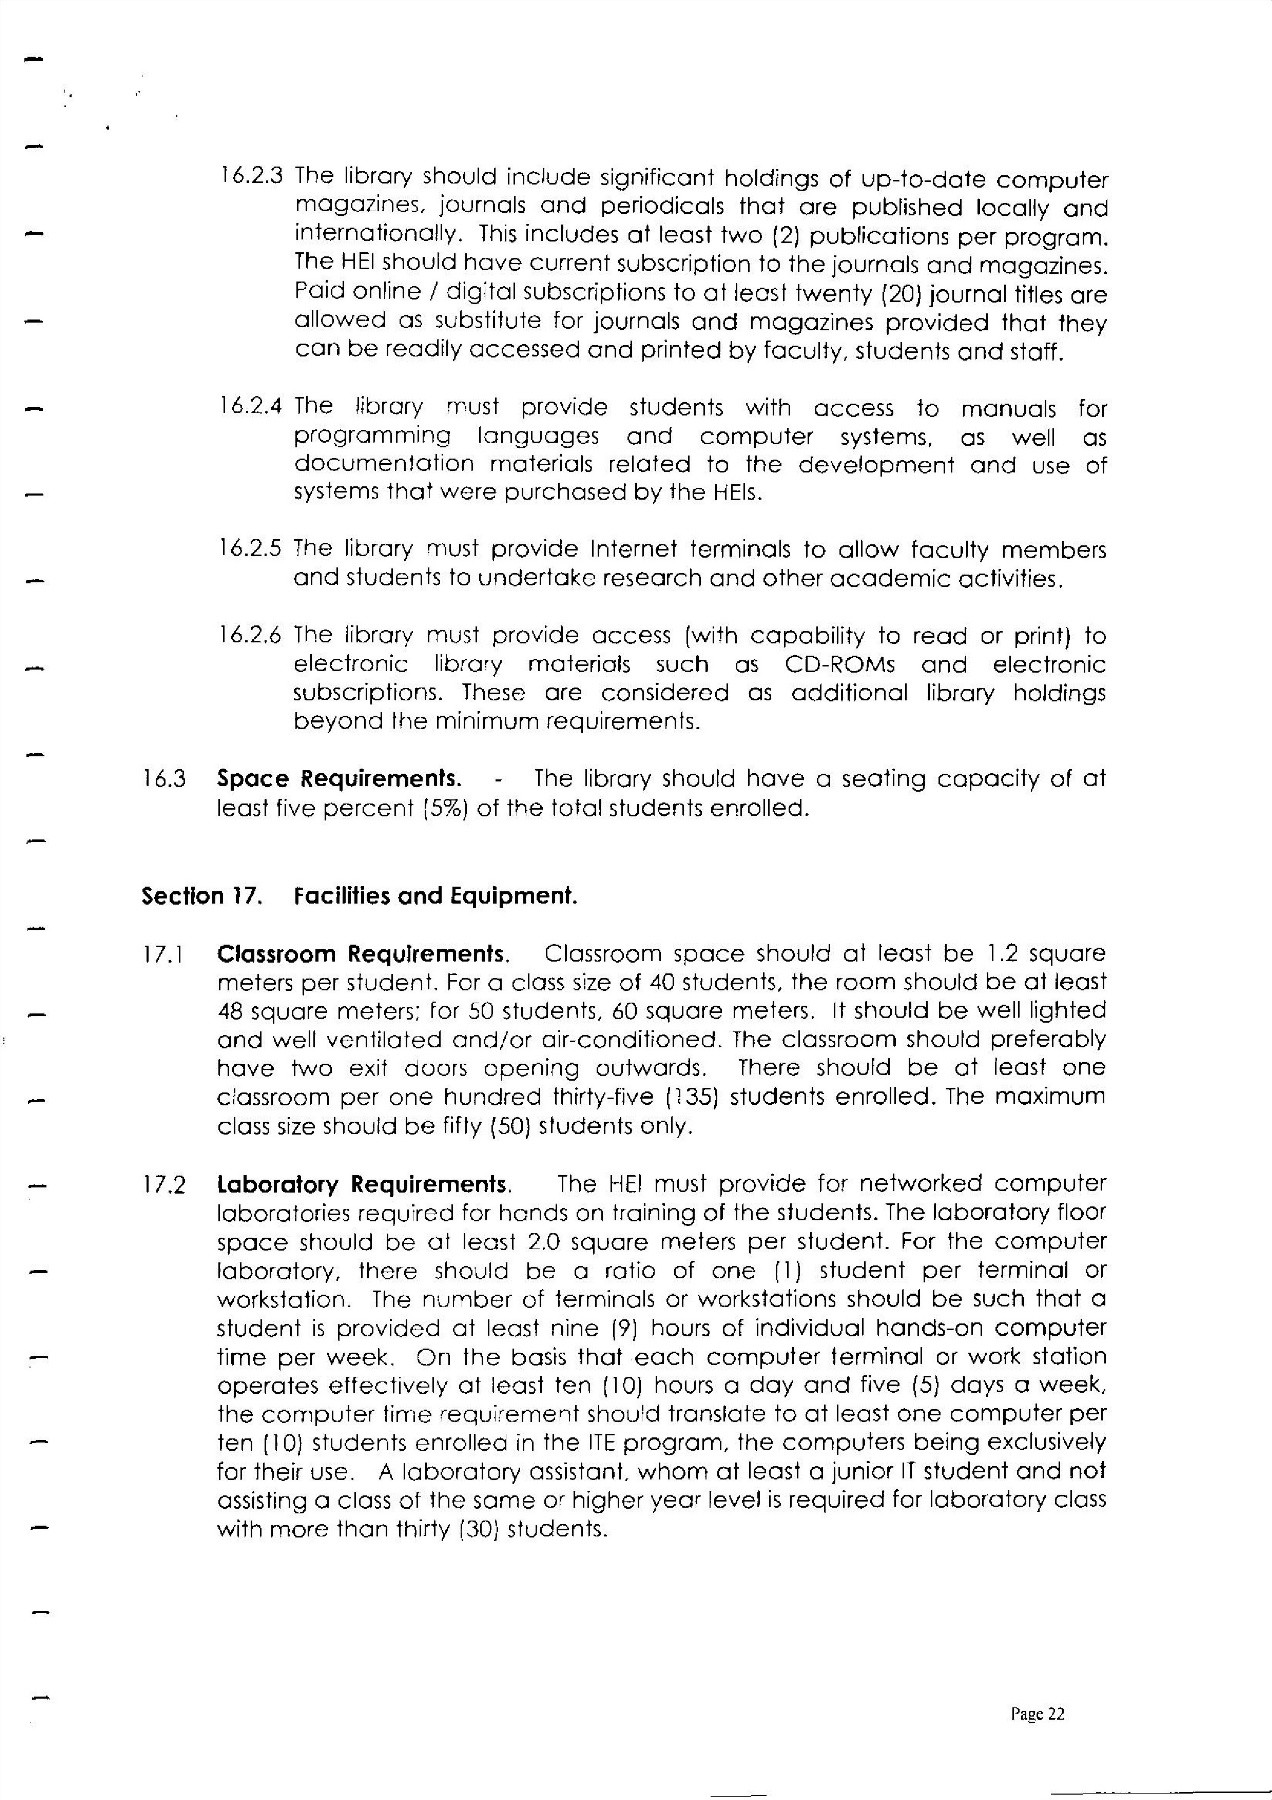 16.2.3 The library should include significant holdings of up-to-date computer
magazines, journals and periodicals that are published locally and
internationally. This includes at least two (2) publications per program.
The HEI should have current subscription to the journals and magazines.
Paid online / digital subscriptions to at least twenty (20) journal titles are
allowed as substitute for journals and magazines provided that they
can be readily accessed and printed by faculty, students and staff.
16.2.4 The library must provide students with access to manuals for
programming languages and computer systems, as well as
documentation materials related to the development and use of
systems that were purchased by the HEIs.
16.2.5 The library must provide Internet terminals to allow faculty members
and students to undertake research and other academic activities.
16.2.6 The library must provide access (with capability to read or print) to
electronic library materials such as CD-ROMs and electronic
subscriptions. These are considered as additional library holdings
beyond the minimum requirements.
16.3 Space Requirements. - The library should have a seating capacity of at
least five percent (5%) of the total students enrolled.
Section 17. Facilities and Equipment.
17.1 Classroom Requirements. Classroom space should at least be 1.2 square
meters per student. For a class size of 40 students, the room should be at least
48 square meters; for 50 students, 60 square meters. It should be well lighted
and well ventilated and/or air-conditioned. The classroom should preferably
have two exit doors opening outwards. There should be at least one
classroom per one hundred thirty-five (135) students enrolled. The maximum
class size should be fifty (50) students only.
17.2 Laboratory Requirements. The HEI must provide for networked computer
laboratories required for hands on training of the students. The laboratory floor
space should be at least 2.0 square meters per student. For the computer
laboratory, there should be a ratio of one (1) student per terminal or
workstation. The number of terminals or workstations should be such that a
student is provided at least nine (9) hours of individual hands-on computer
time per week. On the basis that each computer terminal or work station
operates effectively at least ten (10) hours a day and five (5) days a week,
the computer time requirement should translate to at least one computer per
ten (10) students enrolled in the ITE program, the computers being exclusively
for their use. A laboratory assistant, whom at least a junior IT student and not
assisting a class of the same or higher year level is required for laboratory class
with more than thirty (30) students.
Page 22